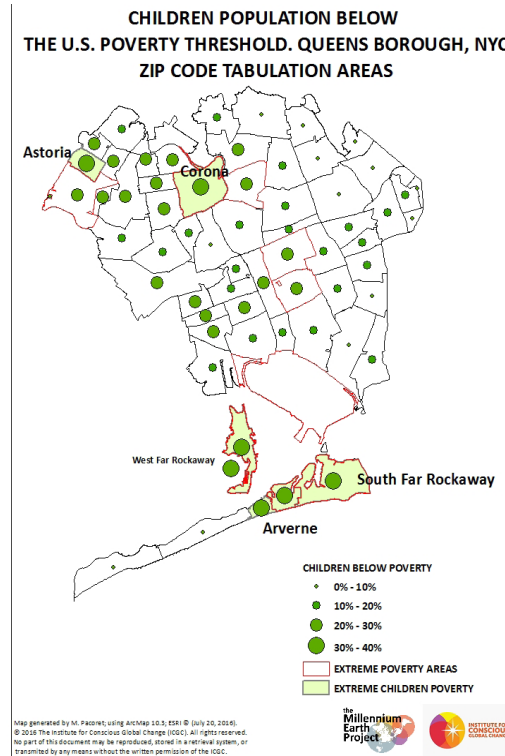 CHILDREN POPULATION BELOW
THE U.S. POVERTY THRESHOLD. QUEENS BOROUGH, NYC
ZIP CODE TABULATION AREAS
Astoria
Corona
West Far Rockaway
South Far Rockaway
Arverne
CHILDREN BELOW POVERTY
0% - 10%
10% - 20%
20% - 30%
30% - 40%
EXTREME POVERTY AREAS
EXTREME CHILDREN POVERTY
Map generated by M. Pacoret; using ArcMap 10.3; ESRI © (July 20, 2016).
© 2016 The Institute for Conscious Global Change (ICGC). All rights reserved.
No part of this document may be reproduced, stored in a retrieval system, or
transmited by any means without the written permission of the ICGC.
the
Millennium
Earth
Project
INSTITUTE FOR
CONSCIOUS
GLOBAL CHANGE